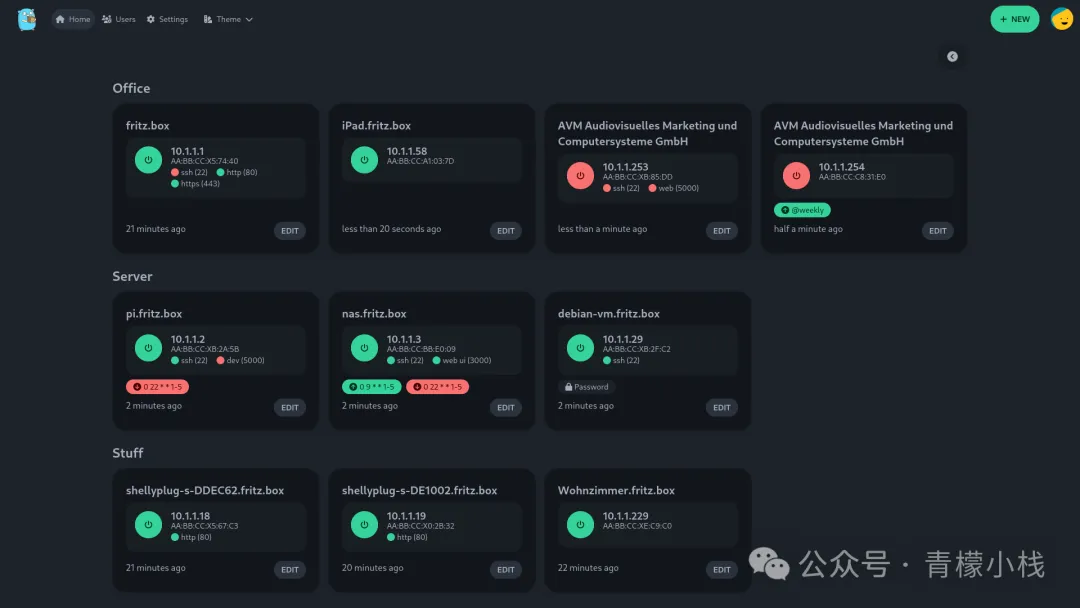 Home Users Settings Theme
+ NEW
Office
fritz.box
10.1.1.1
AA:BB:CC:X5:74:40
ssh (22) http (80)
https (443)
21 minutes ago EDIT
iPad.fritz.box
10.1.1.58
AA:BB:CC:A1:03:7D
less than 20 seconds ago EDIT
AVM Audiovisuelles Marketing und
Computersysteme GmbH
10.1.1.253
AA:BB:CC:XB:85:DD
ssh (22) web (5000)
less than a minute ago EDIT
AVM Audiovisuelles Marketing und
Computersysteme GmbH
10.1.1.254
AA:BB:CC:C8:31:E0
@weekly
half a minute ago EDIT
Server
pi.fritz.box
10.1.1.2
AA:BB:CC:XB:2A:5B
ssh (22) dev (5000)
0 22 * * 1-5
2 minutes ago EDIT
nas.fritz.box
10.1.1.3
AA:BB:CC:BB:E0:09
ssh (22) web ui (3000)
0 9 * * 1-5 0 22 * * 1-5
2 minutes ago EDIT
debian-vm.fritz.box
10.1.1.29
AA:BB:CC:XB:2F:C2
ssh (22)
Password
2 minutes ago EDIT
Stuff
shellyplug-s-DDEC62.fritz.box
10.1.1.18
AA:BB:CC:X5:67:C3
http (80)
21 minutes ago EDIT
shellyplug-s-DE1002.fritz.box
10.1.1.19
AA:BB:CC:X0:2B:32
http (80)
20 minutes ago EDIT
Wohnzimmer.fritz.box
10.1.1.229
AA:BB:CC:XE:C9:C0
22 minutes ago EDIT
公众号 · 青檬小栈